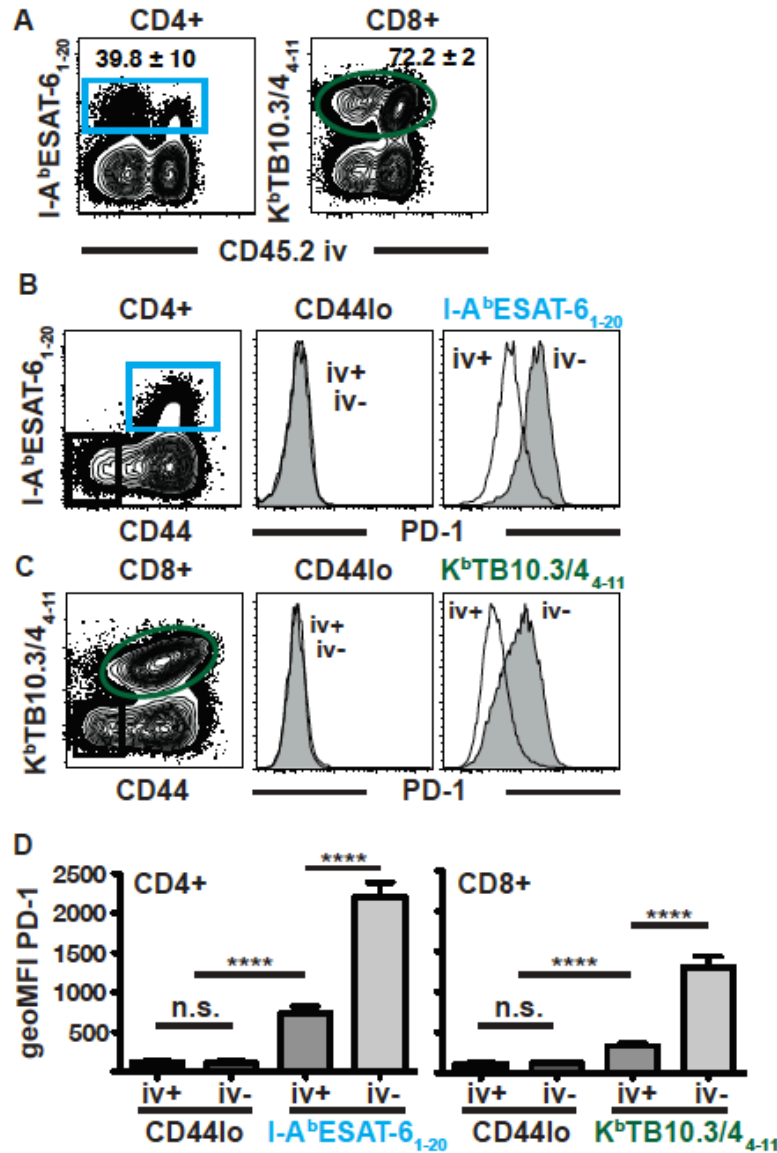 A
CD4+ CD8+
I-AᵇESAT-6₁₋₂₀ 39.8 ± 10 KᵇTB10.3/4₄₋₁₁ 72.2 ± 2
CD45.2 iv
B
CD4+ CD44lo I-AᵇESAT-6₁₋₂₀
I-AᵇESAT-6₁₋₂₀ iv+ iv- iv+ iv-
CD44 PD-1
C
CD8+ CD44lo KᵇTB10.3/4₄₋₁₁
KᵇTB10.3/4₄₋₁₁ iv+ iv- iv+ iv-
CD44 PD-1
D
geoMFI PD-1
2500
2000
1500
1000
500
CD4+ **** **** n.s.
CD8+ **** **** n.s.
iv+ iv- iv+ iv- iv+ iv- iv+ iv-
CD44lo I-AᵇESAT-6₁₋₂₀ CD44lo KᵇTB10.3/4₄₋₁₁